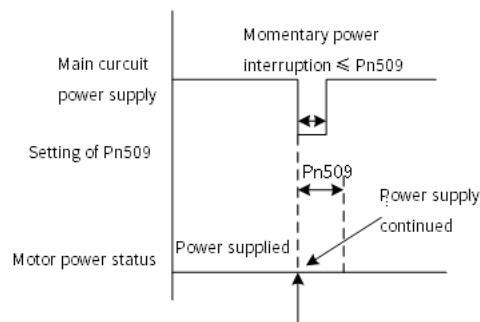 Momentary power
interruption ⩽ Pn509
Main curcuit
power supply
Setting of Pn509
Pn509
Power supply
continued
Power supplied
Motor power status